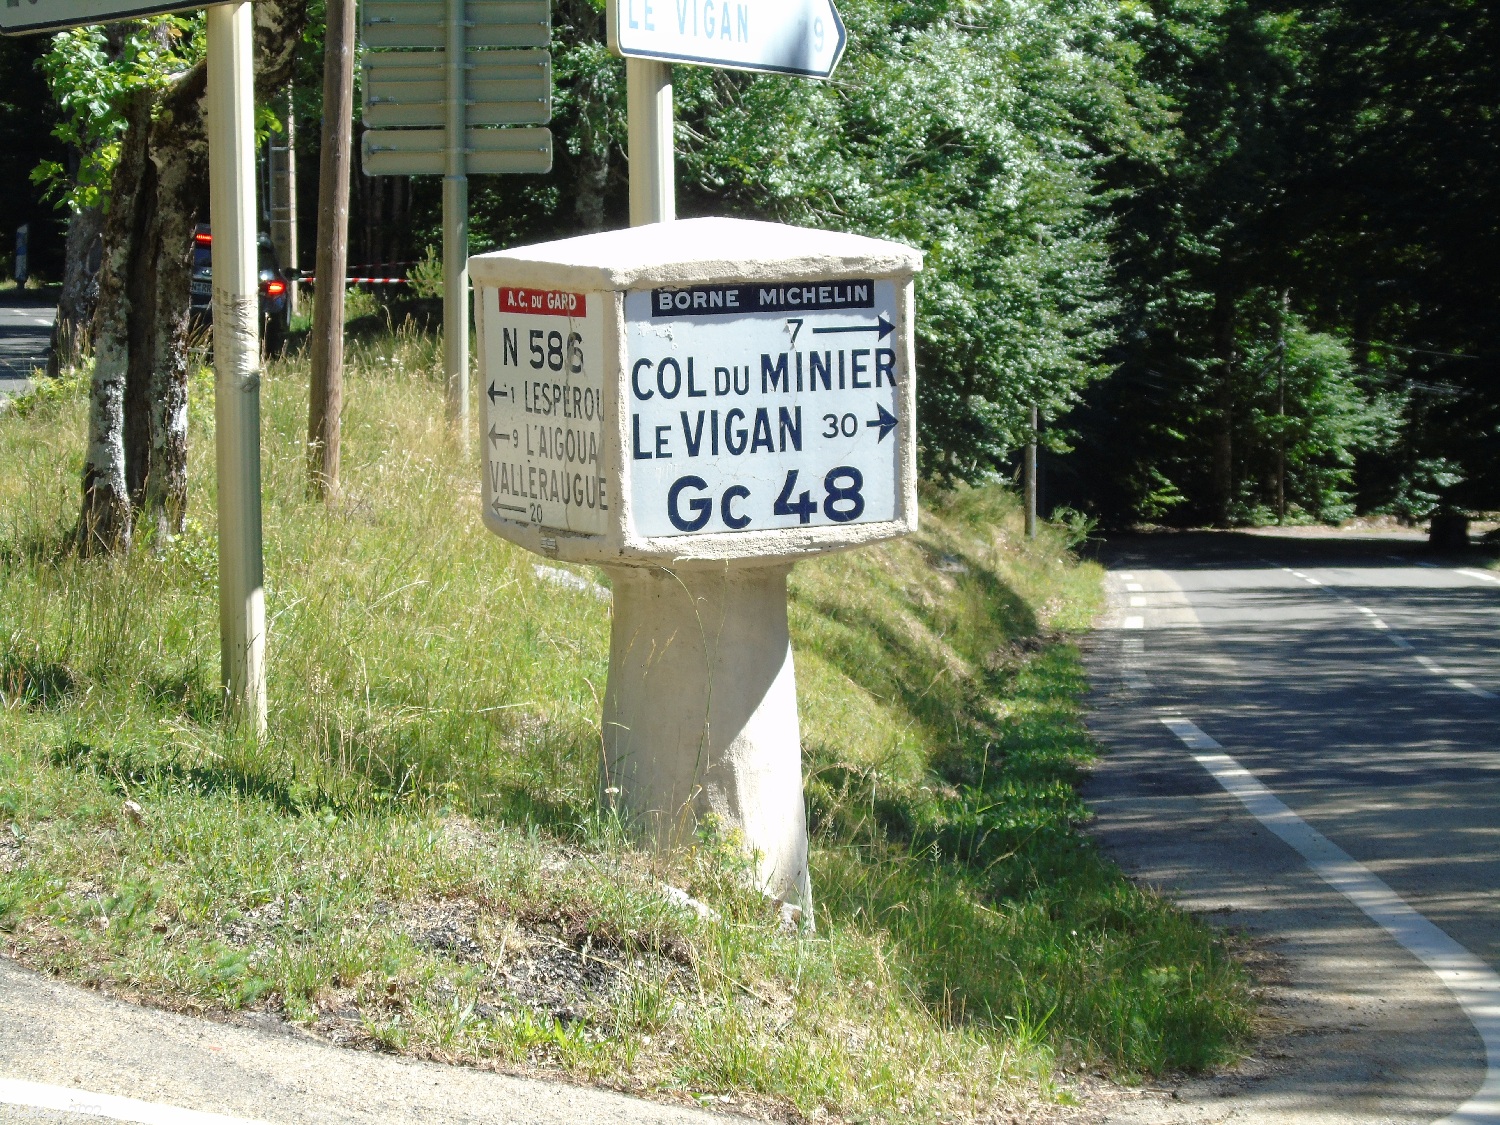 LE VIGAN
A.C. DU GARD
N 586
1 LESPEROU
9 L'AIGOUAL
VALLERAUGUE
20
BORNE MICHELIN
7
COL DU MINIER
LE VIGAN 30
Gc 48